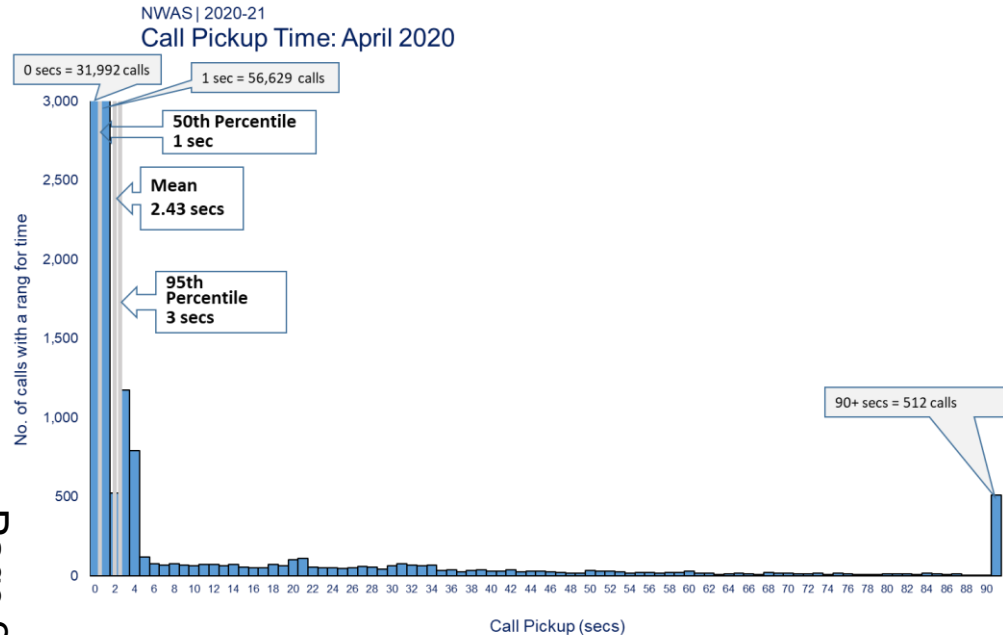 NWAS | 2020-21
Call Pickup Time: April 2020
0 secs = 31,992 calls
1 sec = 56,629 calls
50th Percentile
1 sec
Mean
2.43 secs
95th
Percentile
3 secs
90+ secs = 512 calls
No. of calls with a rang for time
3,000
2,500
2,000
1,500
1,000
500
0
0 2 4 6 8 10 12 14 16 18 20 22 24 26 28 30 32 34 36 38 40 42 44 46 48 50 52 54 56 58 60 62 64 66 68 70 72 74 76 78 80 82 84 86 88 90
Call Pickup (secs)